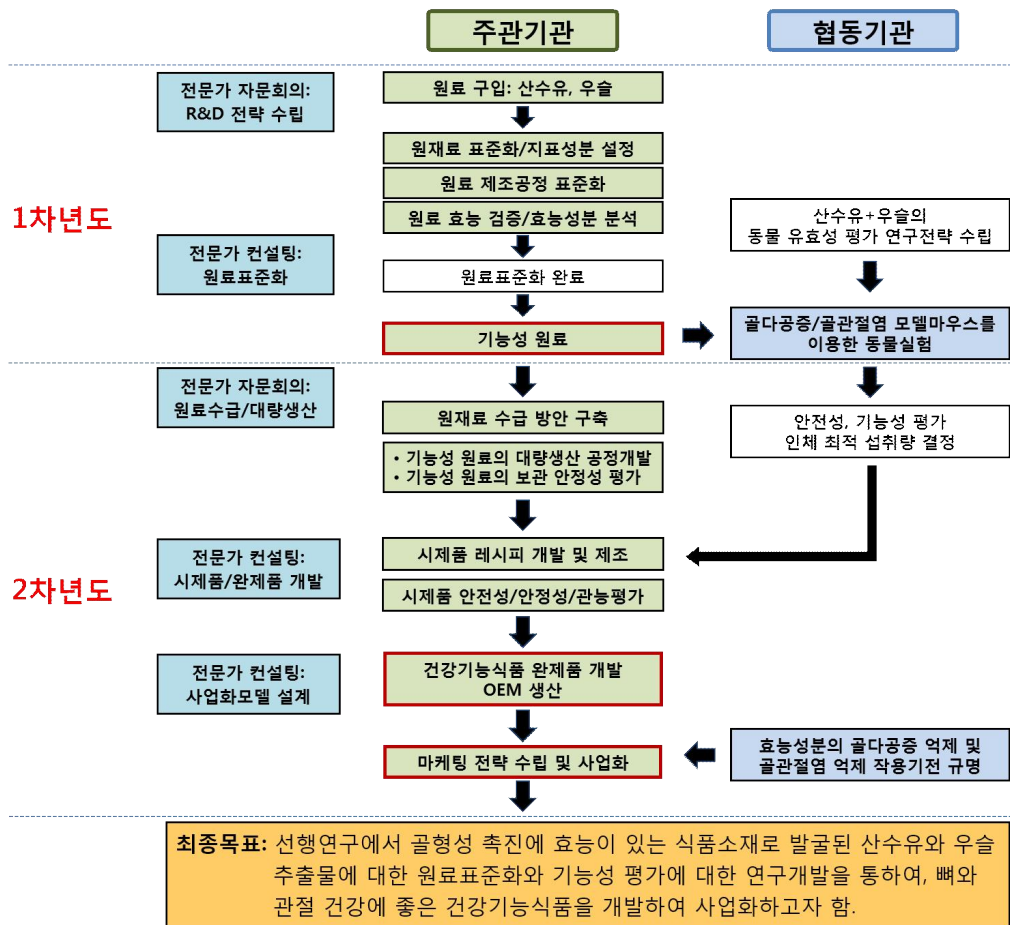 주관기관
협동기관
1차년도
전문가 자문회의:
R&D 전략 수립
원료 구입: 산수유, 우슬
원재료 표준화/지표성분 설정
원료 제조공정 표준화
원료 효능 검증/효능성분 분석
산수유+우슬의
동물 유효성 평가 연구전략 수립
전문가 컨설팅:
원료표준화
원료표준화 완료
기능성 원료
골다공증/골관절염 모델마우스를
이용한 동물실험
2차년도
전문가 자문회의:
원료수급/대량생산
원재료 수급 방안 구축
• 기능성 원료의 대량생산 공정개발
• 기능성 원료의 보관 안정성 평가
안전성, 기능성 평가
인체 최적 섭취량 결정
전문가 컨설팅:
시제품/완제품 개발
시제품 레시피 개발 및 제조
시제품 안전성/안정성/관능평가
전문가 컨설팅:
사업화모델 설계
건강기능식품 완제품 개발
OEM 생산
마케팅 전략 수립 및 사업화
효능성분의 골다공증 억제 및
골관절염 억제 작용기전 규명
최종목표: 선행연구에서 골형성 촉진에 효능이 있는 식품소재로 발굴된 산수유와 우슬
추출물에 대한 원료표준화와 기능성 평가에 대한 연구개발을 통하여, 뼈와
관절 건강에 좋은 건강기능식품을 개발하여 사업화하고자 함.